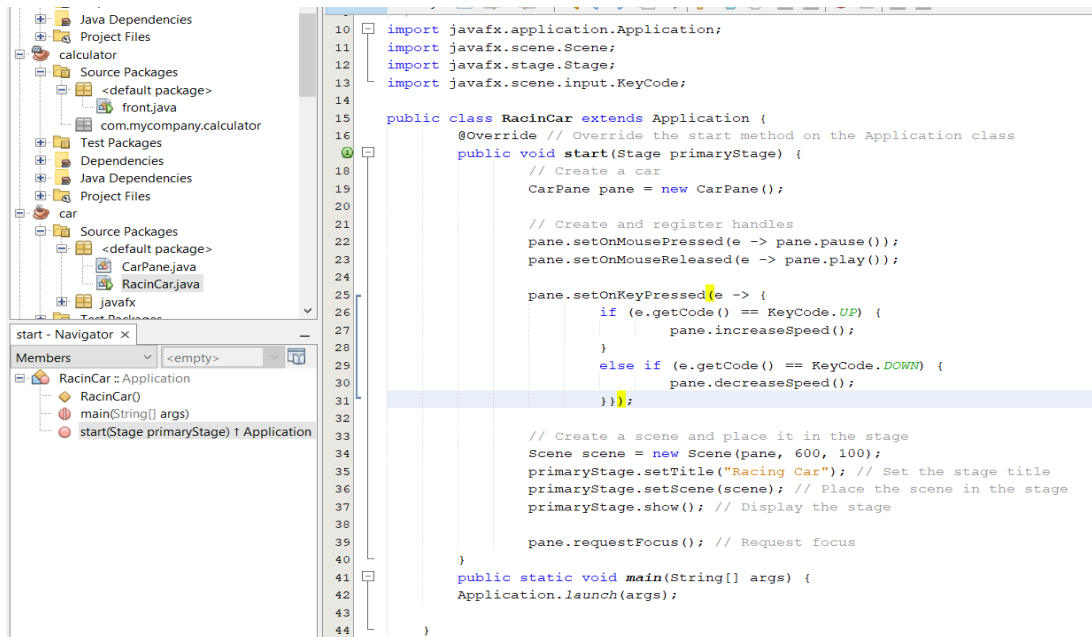 Java Dependencies
Project Files
calculator
Source Packages
<default package>
front.java
com.mycompany.calculator
Test Packages
Dependencies
Java Dependencies
Project Files
car
Source Packages
<default package>
CarPane.java
RacinCar.java
javafx
start - Navigator ×
Members <empty>
RacinCar :: Application
RacinCar()
main(String[] args)
start(Stage primaryStage) ↑ Application
10 import javafx.application.Application;
11 import javafx.scene.Scene;
12 import javafx.stage.Stage;
13 import javafx.scene.input.KeyCode;
14
15 public class RacinCar extends Application {
16 @Override // Override the start method on the Application class
public void start(Stage primaryStage) {
18 // Create a car
19 CarPane pane = new CarPane();
20
21 // Create and register handles
22 pane.setOnMousePressed(e -> pane.pause());
23 pane.setOnMouseReleased(e -> pane.play());
24
25 pane.setOnKeyPressed(e -> {
26 if (e.getCode() == KeyCode.UP) {
27 pane.increaseSpeed();
28 }
29 else if (e.getCode() == KeyCode.DOWN) {
30 pane.decreaseSpeed();
31 }});
32
33 // Create a scene and place it in the stage
34 Scene scene = new Scene(pane, 600, 100);
35 primaryStage.setTitle("Racing Car"); // Set the stage title
36 primaryStage.setScene(scene); // Place the scene in the stage
37 primaryStage.show(); // Display the stage
38
39 pane.requestFocus(); // Request focus
40 }
41 public static void main(String[] args) {
42 Application.launch(args);
43
44 }